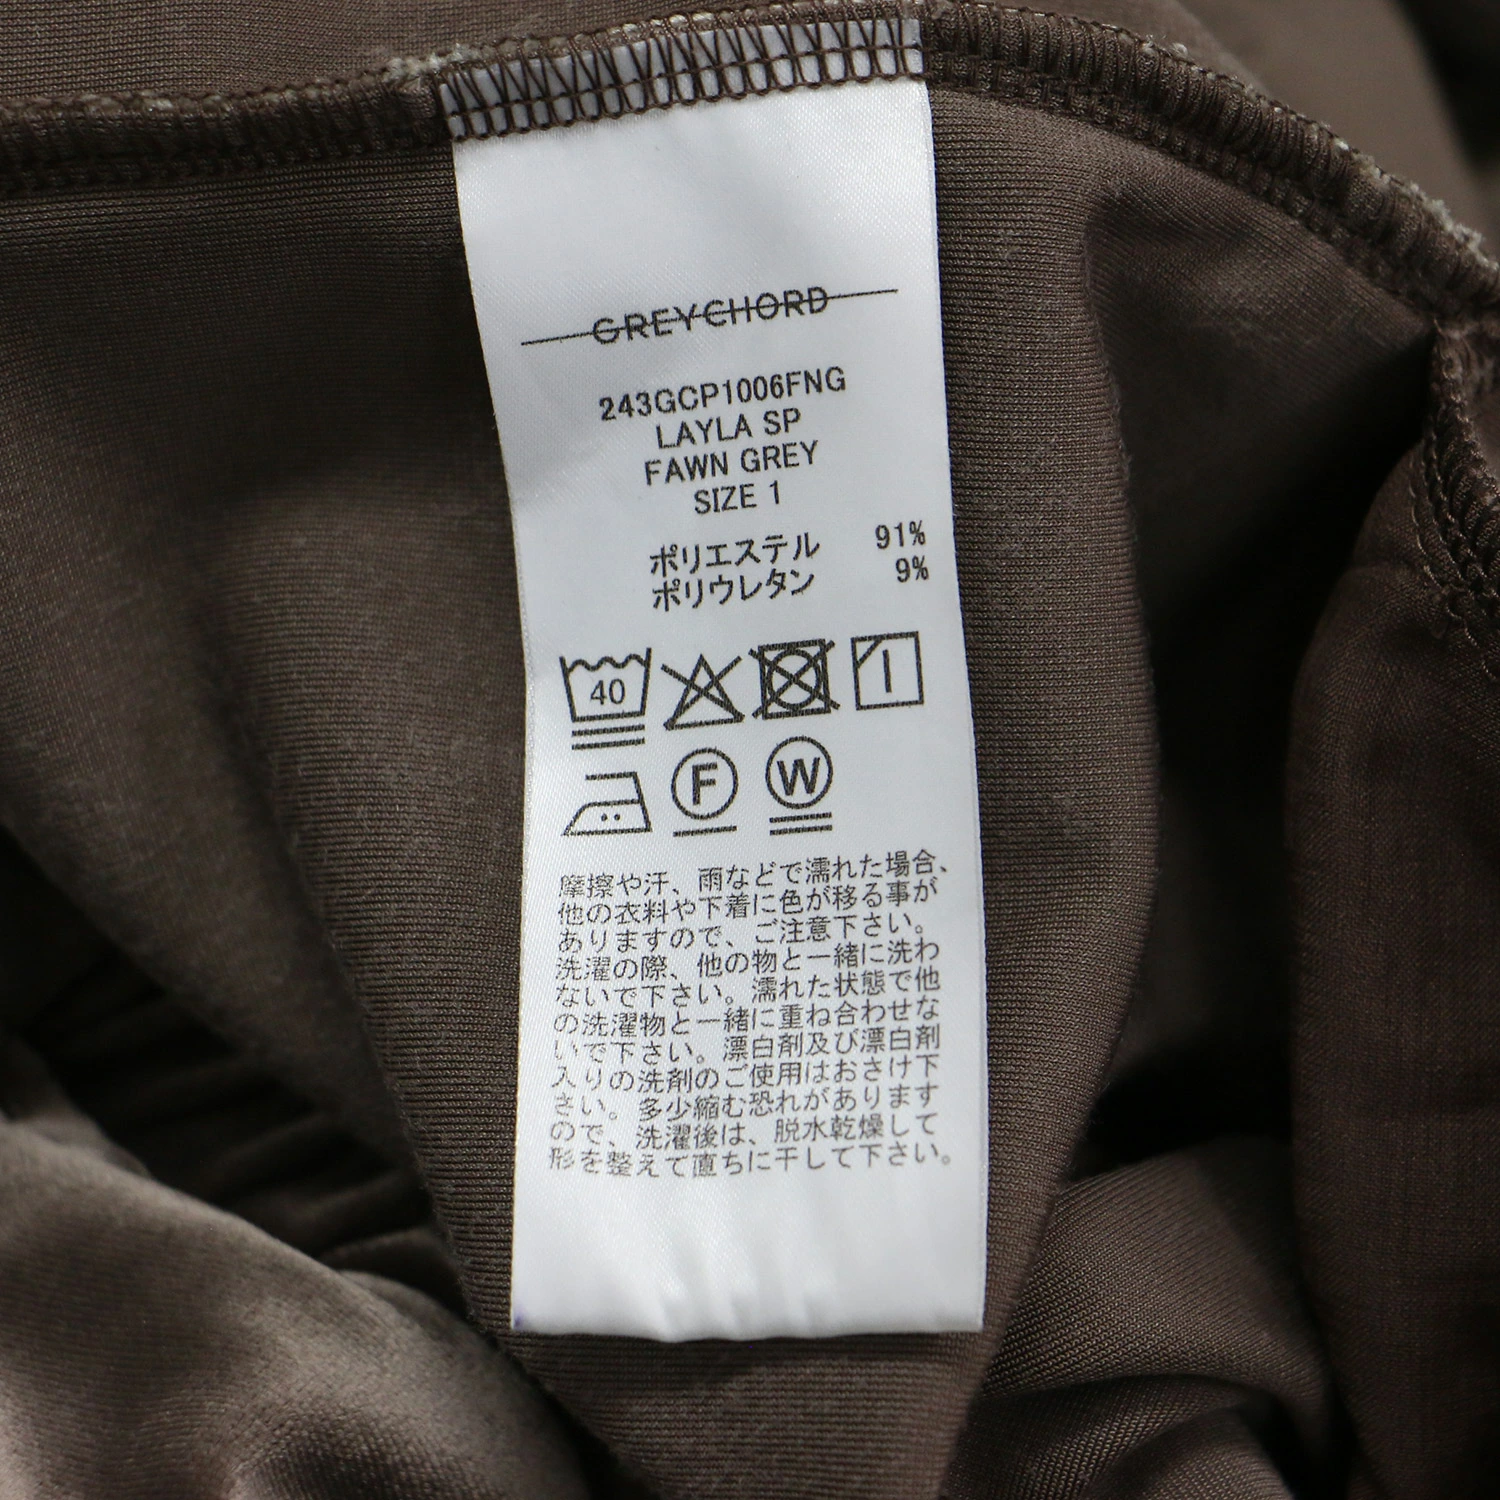 GREYCHORD
243GCP1006FNG
LAYLA SP
FAWN GREY
SIZE 1
ポリエステル 91%
ポリウレタン 9%
40
F W
摩擦や汗、雨などで濡れた場合、
他の衣料や下着に色が移る事が
ありますので、ご注意下さい。
洗濯の際、他の物と一緒に洗わ
ないで下さい。濡れた状態で他
の洗濯物と一緒に重ね合わせな
いで下さい。漂白剤及び漂白剤
入りの洗剤のご使用はおさけ下
さい。多少縮む恐れがあります
ので、洗濯後は、脱水乾燥して
形を整えて直ちに干して下さい。